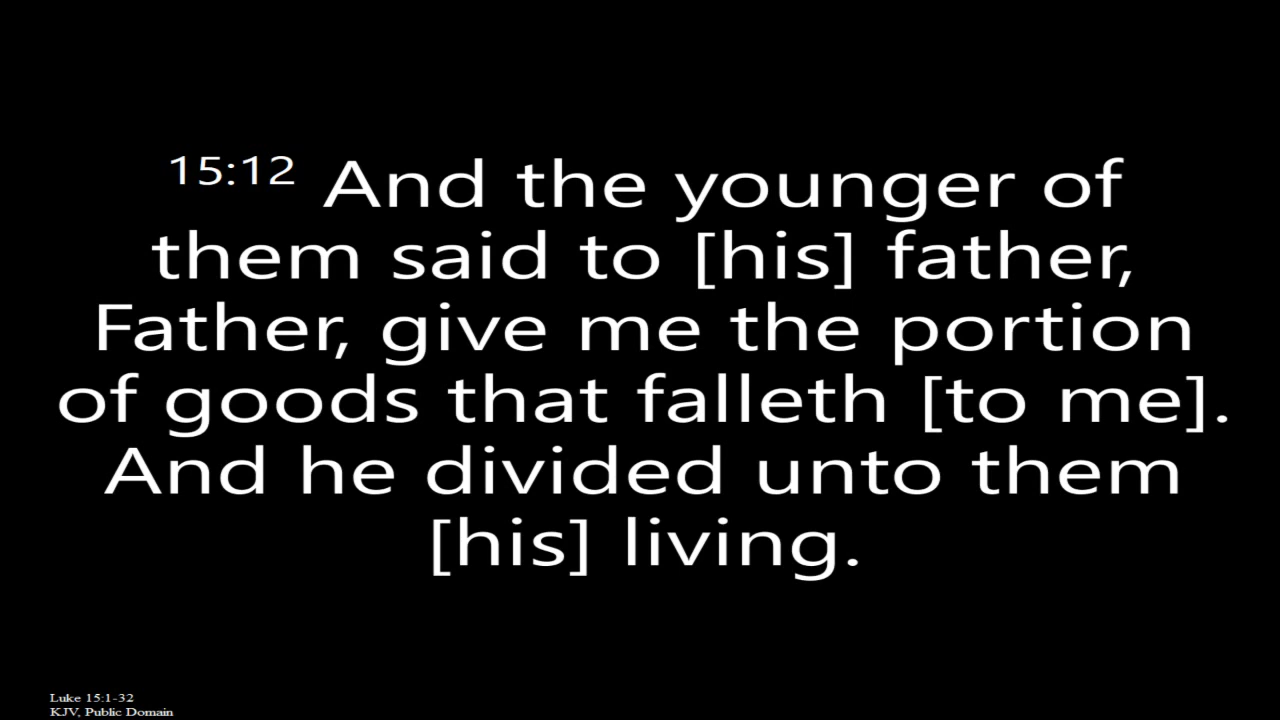 15:12 And the younger of
them said to [his] father,
Father, give me the portion
of goods that falleth [to me].
And he divided unto them
[his] living.
Luke 15:1-32
KJV, Public Domain